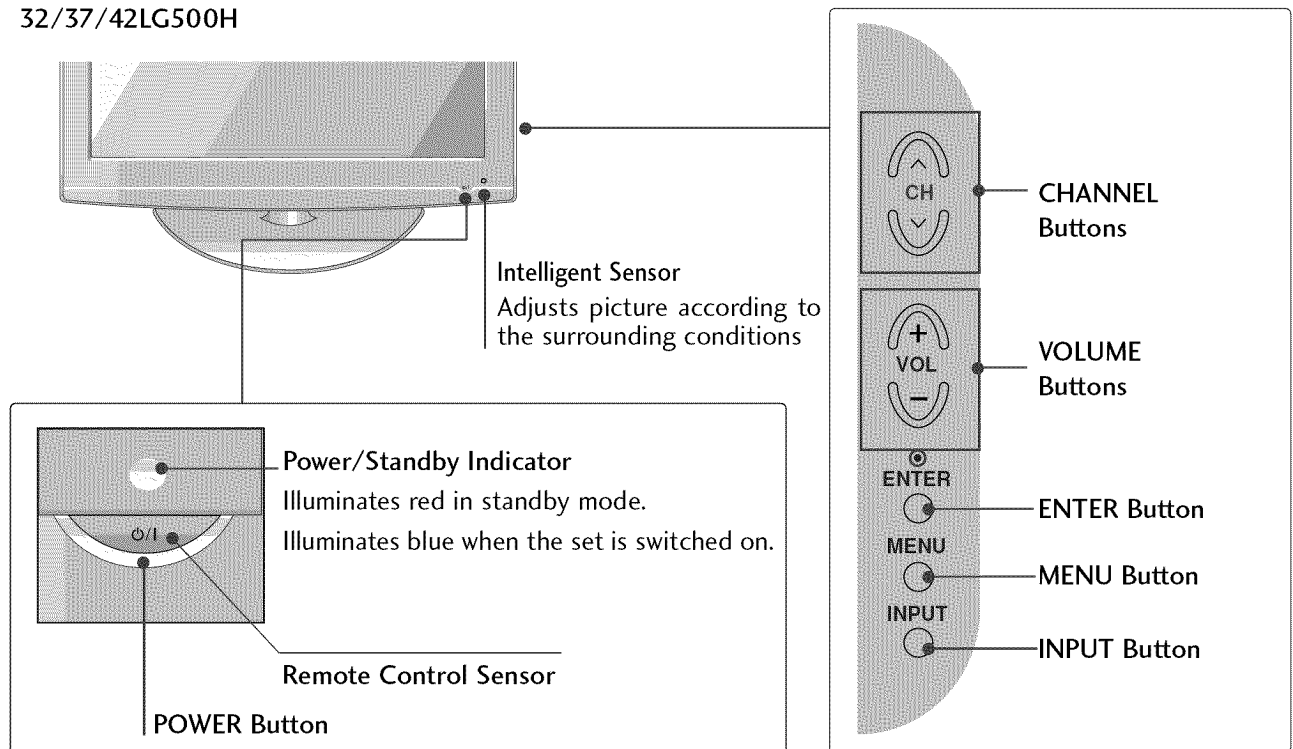 32/37/42LG500H
Intelligent Sensor
Adjusts picture according to
the surrounding conditions
Power/Standby Indicator
Illuminates red in standby mode.
Illuminates blue when the set is switched on.
⏻/I
Remote Control Sensor
POWER Button
CH
CHANNEL
Buttons
+
VOL
-
VOLUME
Buttons
ENTER
ENTER Button
MENU
MENU Button
INPUT
INPUT Button